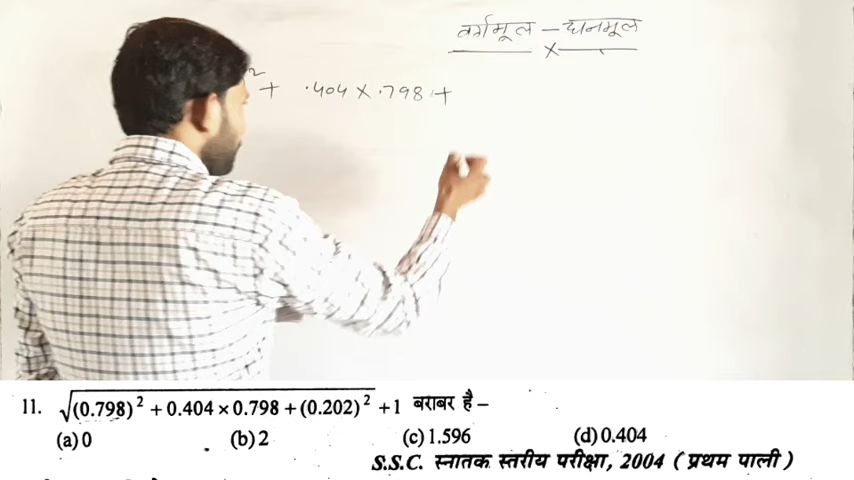 वर्गमूल – घनमूल
×
² + .404 × .798 +
11. √(0.798)² + 0.404 × 0.798 + (0.202)² + 1 बराबर है –
(a) 0 (b) 2 (c) 1.596 (d) 0.404
S.S.C. स्नातक स्तरीय परीक्षा, 2004 ( प्रथम पाली )